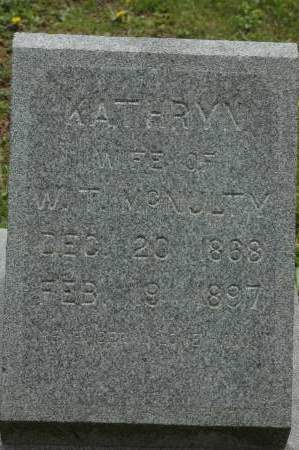 KATHRYN
WIFE OF
W. T. McNULTY
DEC. 20 1868
FEB. 9 1897